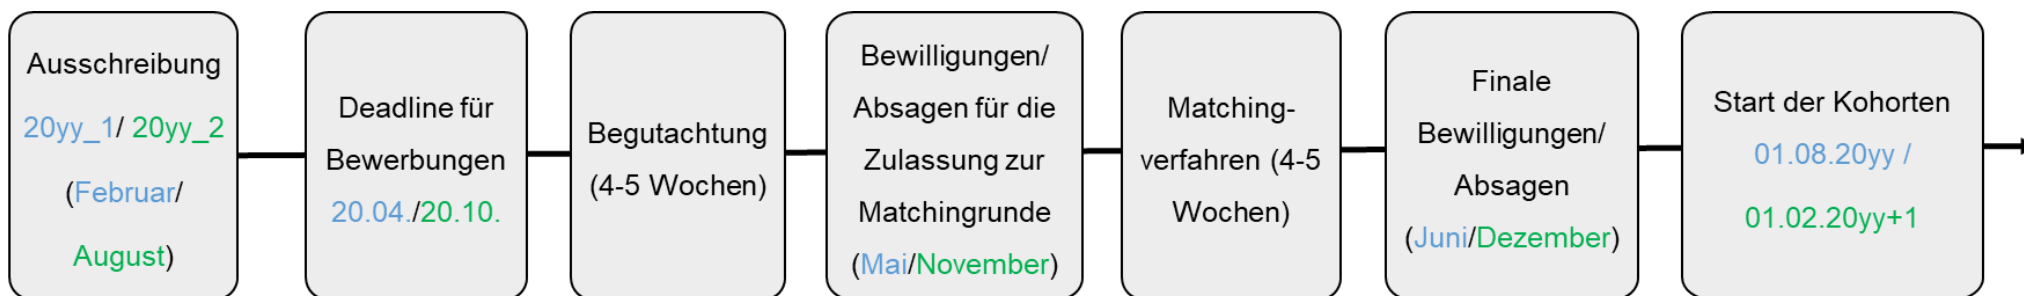 Ausschreibung
20yy_1/ 20yy_2
(Februar/
August)
Deadline für
Bewerbungen
20.04./20.10.
Begutachtung
(4-5 Wochen)
Bewilligungen/
Absagen für die
Zulassung zur
Matchingrunde
(Mai/November)
Matching-
verfahren (4-5
Wochen)
Finale
Bewilligungen/
Absagen
(Juni/Dezember)
Start der Kohorten
01.08.20yy /
01.02.20yy+1